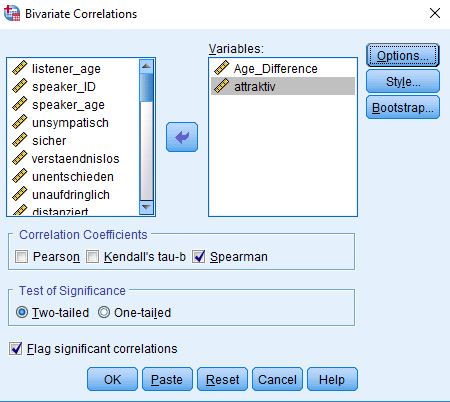 Bivariate Correlations
Variables:
listener_age
speaker_ID
speaker_age
unsympatisch
sicher
verstaendnislos
unentschieden
unaufdringlich
distanziert
Age_Difference
attraktiv
Options...
Style...
Bootstrap...
Correlation Coefficients
Pearson Kendall's tau-b Spearman
Test of Significance
Two-tailed One-tailed
Flag significant correlations
OK Paste Reset Cancel Help